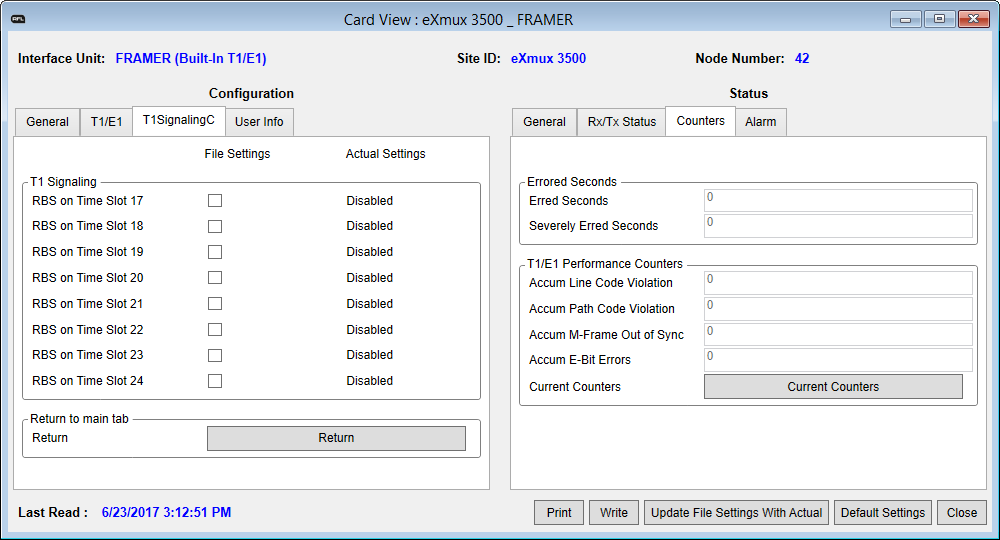 RFL
Card View : eXmux 3500 _ FRAMER
Interface Unit: FRAMER (Built-In T1/E1) Site ID: eXmux 3500 Node Number: 42
Configuration
General T1/E1 T1SignalingC User Info
File Settings Actual Settings
T1 Signaling
RBS on Time Slot 17 Disabled
RBS on Time Slot 18 Disabled
RBS on Time Slot 19 Disabled
RBS on Time Slot 20 Disabled
RBS on Time Slot 21 Disabled
RBS on Time Slot 22 Disabled
RBS on Time Slot 23 Disabled
RBS on Time Slot 24 Disabled
Return to main tab
Return Return
Status
General Rx/Tx Status Counters Alarm
Errored Seconds
Erred Seconds 0
Severely Erred Seconds 0
T1/E1 Performance Counters
Accum Line Code Violation 0
Accum Path Code Violation 0
Accum M-Frame Out of Sync 0
Accum E-Bit Errors 0
Current Counters Current Counters
Last Read : 6/23/2017 3:12:51 PM
Print Write Update File Settings With Actual Default Settings Close